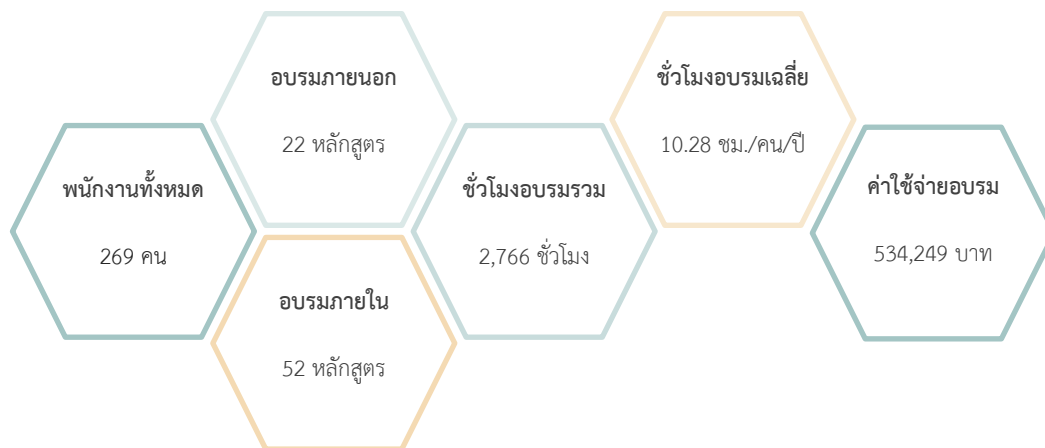 พนักงานทั้งหมด
269 คน
อบรมภายนอก
22 หลักสูตร
อบรมภายใน
52 หลักสูตร
ชั่วโมงอบรมรวม
2,766 ชั่วโมง
ชั่วโมงอบรมเฉลี่ย
10.28 ชม./คน/ปี
ค่าใช้จ่ายอบรม
534,249 บาท